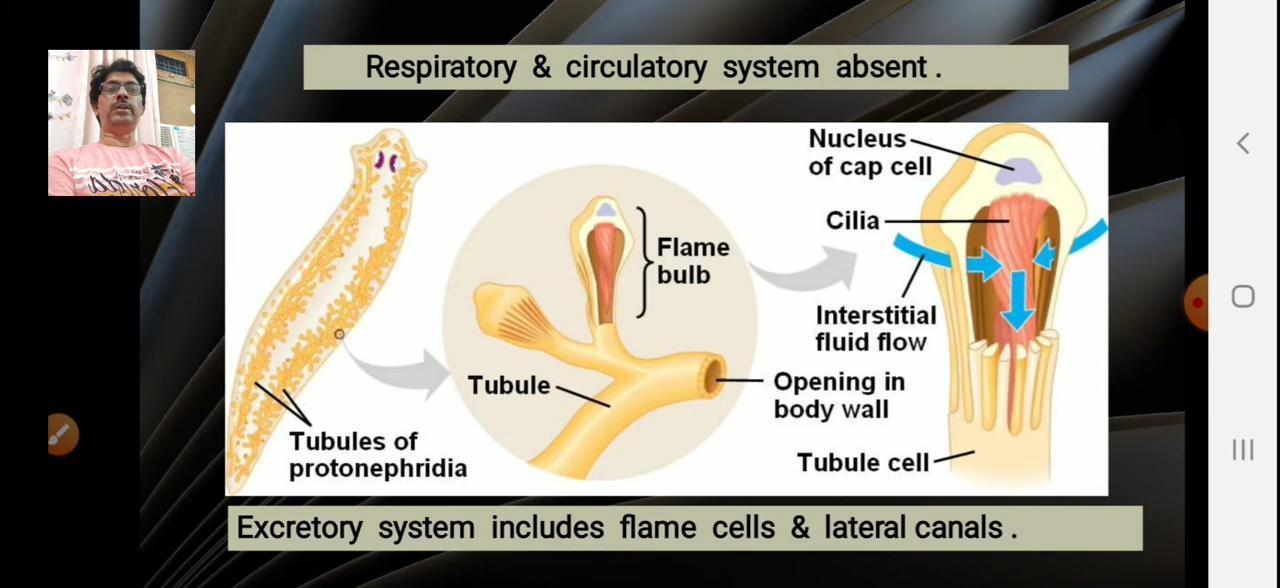 Respiratory & circulatory system absent .
Nucleus
of cap cell
Cilia
Flame
bulb
Interstitial
fluid flow
Tubule
Opening in
body wall
Tubules of
protonephridia
Tubule cell
Excretory system includes flame cells & lateral canals .